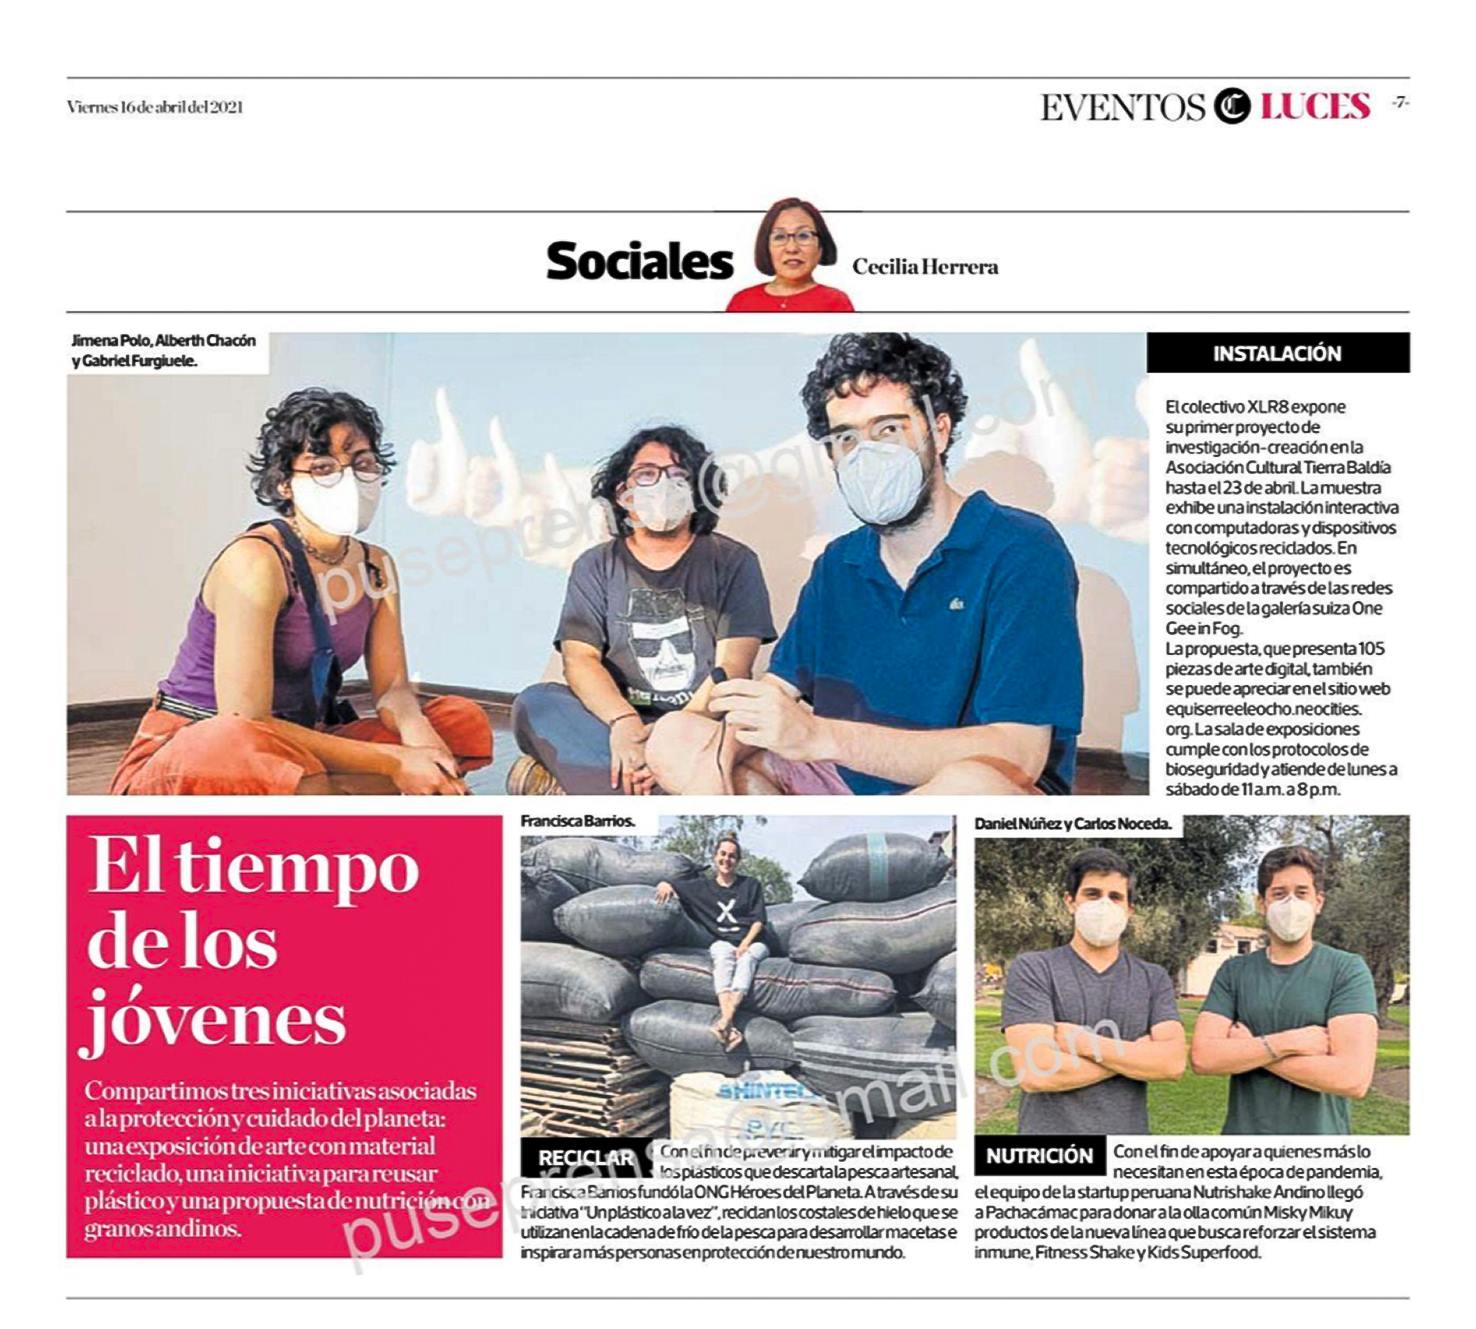 Viernes 16 de abril del 2021
EVENTOS C LUCES -7-
Sociales
Cecilia Herrera
Jimena Polo, Alberth Chacón
y Gabriel Furgiuele.
INSTALACIÓN
El colectivo XLR8 expone
su primer proyecto de
investigación-creación en la
Asociación Cultural Tierra Baldía
hasta el 23 de abril. La muestra
exhibe una instalación interactiva
con computadoras y dispositivos
tecnológicos reciclados. En
simultáneo, el proyecto es
compartido a través de las redes
sociales de la galería suiza One
Gee in Fog.
La propuesta, que presenta 105
piezas de arte digital, también
se puede apreciar en el sitio web
equiserreeleocho.neocities.
org. La sala de exposiciones
cumple con los protocolos de
bioseguridad y atiende de lunes a
sábado de 11 a.m. a 8 p.m.
puseprensa@gmail.com
El tiempo
de los
jóvenes
Compartimos tres iniciativas asociadas
a la protección y cuidado del planeta:
una exposición de arte con material
reciclado, una iniciativa para reusar
plástico y una propuesta de nutrición con
granos andinos.
Francisca Barrios.
X
SHINTECH
PVC
RECICLAR
Con el fin de prevenir y mitigar el impacto de
los plásticos que descarta la pesca artesanal,
Francisca Barrios fundó la ONG Héroes del Planeta. A través de su
iniciativa "Un plástico a la vez", reciclan los costales de hielo que se
utilizan en la cadena de frío de la pesca para desarrollar macetas e
inspirar a más personas en protección de nuestro mundo.
Daniel Núñez y Carlos Noceda.
NUTRICIÓN
Con el fin de apoyar a quienes más lo
necesitan en esta época de pandemia,
el equipo de la startup peruana Nutrishake Andino llegó
a Pachacámac para donar a la olla común Misky Mikuy
productos de la nueva línea que busca reforzar el sistema
inmune, Fitness Shake y Kids Superfood.
puseprensa@gmail.com